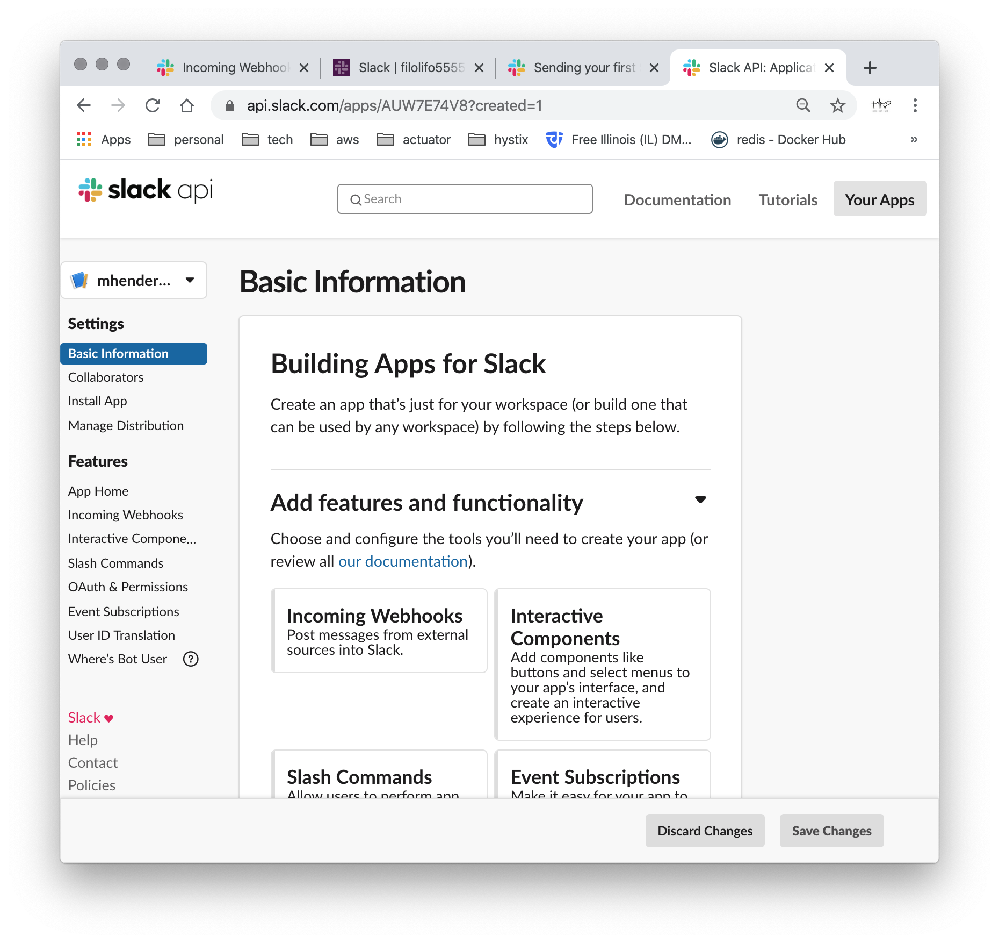 Incoming Webhook
Slack | filolifo5555
Sending your first
Slack API: Applicat
api.slack.com/apps/AUW7E74V8?created=1
Apps
personal
tech
aws
actuator
hystix
Free Illinois (IL) DM...
redis - Docker Hub
»
slack api
Search
Documentation
Tutorials
Your Apps
mhender...
Settings
Basic Information
Collaborators
Install App
Manage Distribution
Features
App Home
Incoming Webhooks
Interactive Compone...
Slash Commands
OAuth & Permissions
Event Subscriptions
User ID Translation
Where’s Bot User ?
Slack ♥
Help
Contact
Policies
Basic Information
Building Apps for Slack
Create an app that’s just for your workspace (or build one that
can be used by any workspace) by following the steps below.
Add features and functionality
Choose and configure the tools you’ll need to create your app (or
review all our documentation).
Incoming Webhooks
Post messages from external
sources into Slack.
Interactive
Components
Add components like
buttons and select menus to
your app’s interface, and
create an interactive
experience for users.
Slash Commands
Allow users to perform app
Event Subscriptions
Make it easy for your app to
Discard Changes
Save Changes